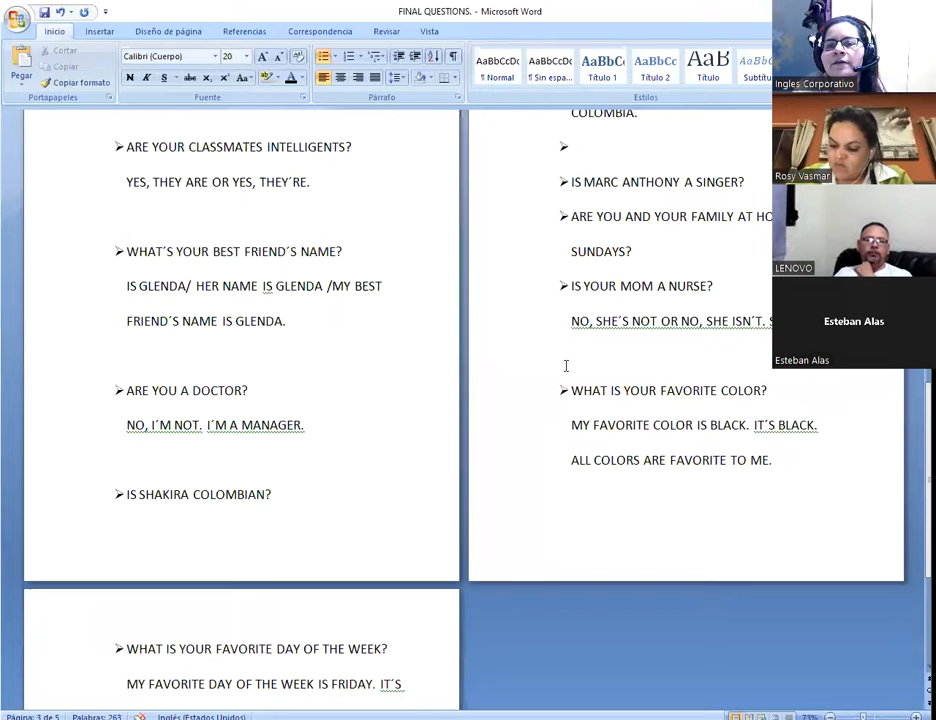 FINAL QUESTIONS. - Microsoft Word
Inicio Insertar Diseño de página Referencias Correspondencia Revisar Vista
Pegar
Cortar
Copiar
Copiar formato
Portapapeles
Calibri (Cuerpo) 20
Fuente
Párrafo
AaBbCcDc AaBbCcDc AaBbC AaBbCc AaB
¶ Normal ¶ Sin espa... Título 1 Título 2 Título Subtítu
Estilos
ARE YOUR CLASSMATES INTELLIGENTS?
YES, THEY ARE OR YES, THEY´RE.
WHAT´S YOUR BEST FRIEND´S NAME?
IS GLENDA/ HER NAME IS GLENDA /MY BEST
FRIEND´S NAME IS GLENDA.
ARE YOU A DOCTOR?
NO, I´M NOT. I´M A MANAGER.
IS SHAKIRA COLOMBIAN?
COLOMBIA.
IS MARC ANTHONY A SINGER?
ARE YOU AND YOUR FAMILY AT HO
SUNDAYS?
IS YOUR MOM A NURSE?
NO, SHE´S NOT OR NO, SHE ISN´T. S
WHAT IS YOUR FAVORITE COLOR?
MY FAVORITE COLOR IS BLACK. IT´S BLACK.
ALL COLORS ARE FAVORITE TO ME.
WHAT IS YOUR FAVORITE DAY OF THE WEEK?
MY FAVORITE DAY OF THE WEEK IS FRIDAY. IT´S
Ingles Corporativo
Rosy Vasmar
LENOVO
Esteban Alas
Esteban Alas
Página: 3 de 5 Palabras: 263 Inglés (Estados Unidos) 73%